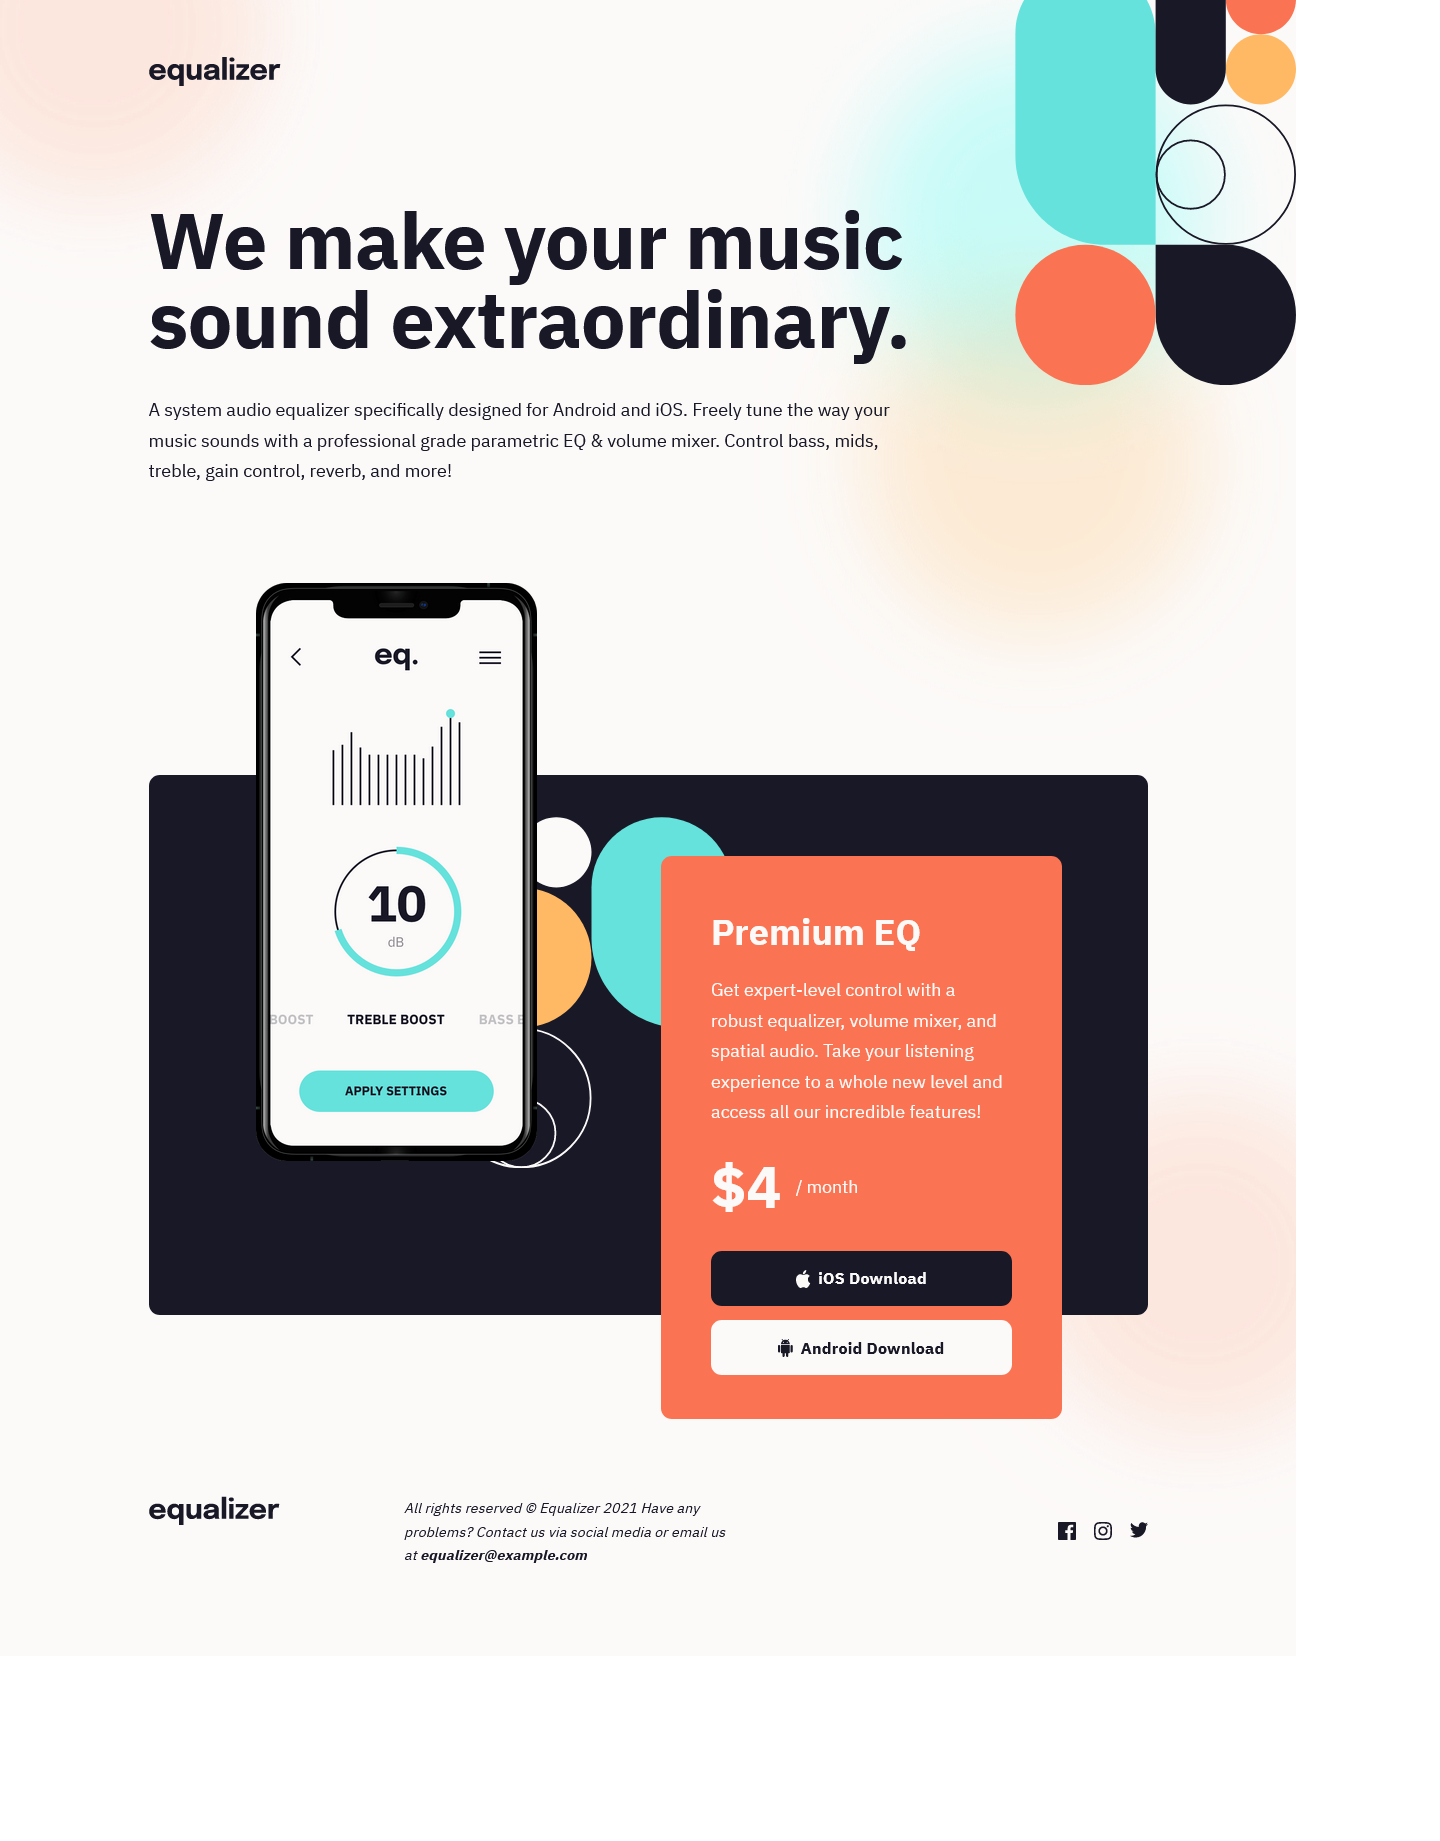 equalizer
We make your music
sound extraordinary.
A system audio equalizer specifically designed for Android and iOS. Freely tune the way your
music sounds with a professional grade parametric EQ & volume mixer. Control bass, mids,
treble, gain control, reverb, and more!
eq.
10
dB
BOOST TREBLE BOOST BASS B
APPLY SETTINGS
Premium EQ
Get expert-level control with a
robust equalizer, volume mixer, and
spatial audio. Take your listening
experience to a whole new level and
access all our incredible features!
$4 / month
iOS Download
Android Download
equalizer
All rights reserved © Equalizer 2021 Have any
problems? Contact us via social media or email us
at equalizer@example.com